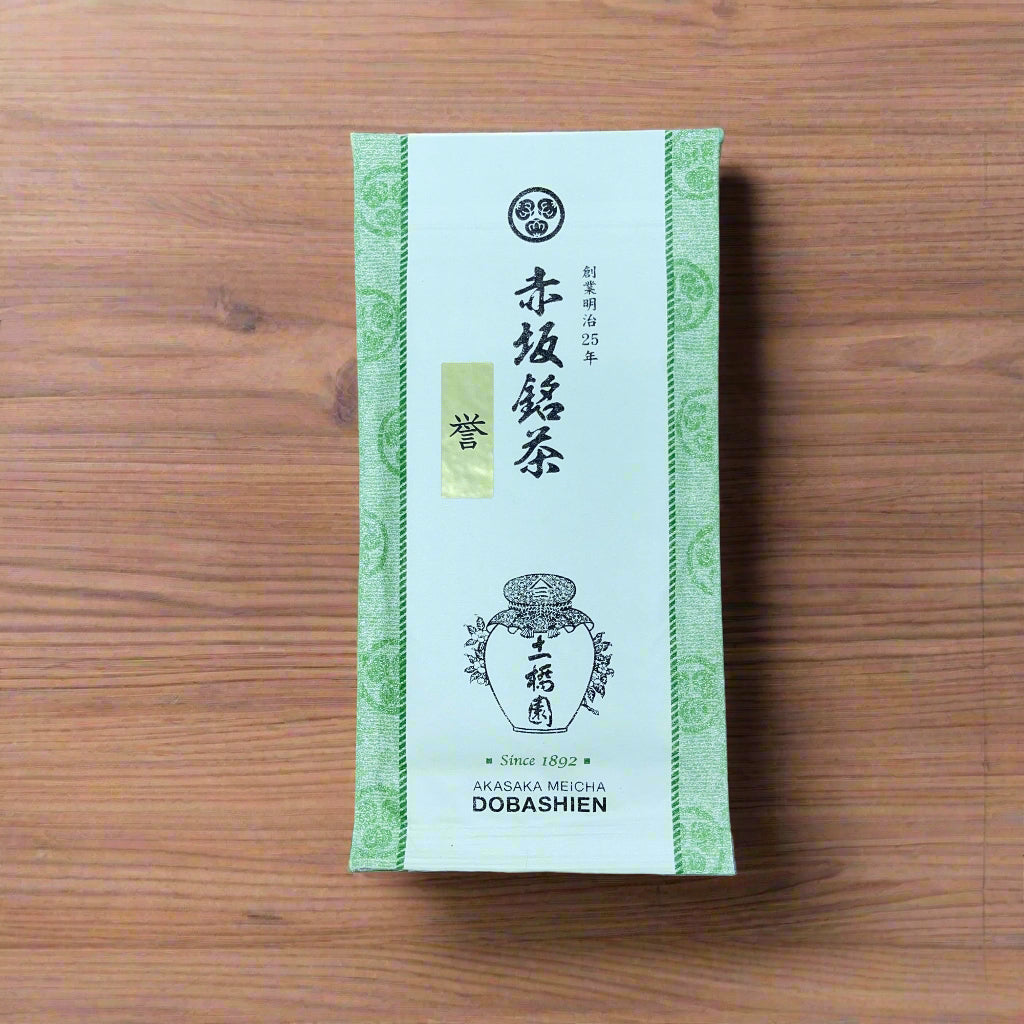 創業明治25年
赤坂銘茶
誉
土橋園
Since 1892
AKASAKA MEiCHA
DOBASHIEN